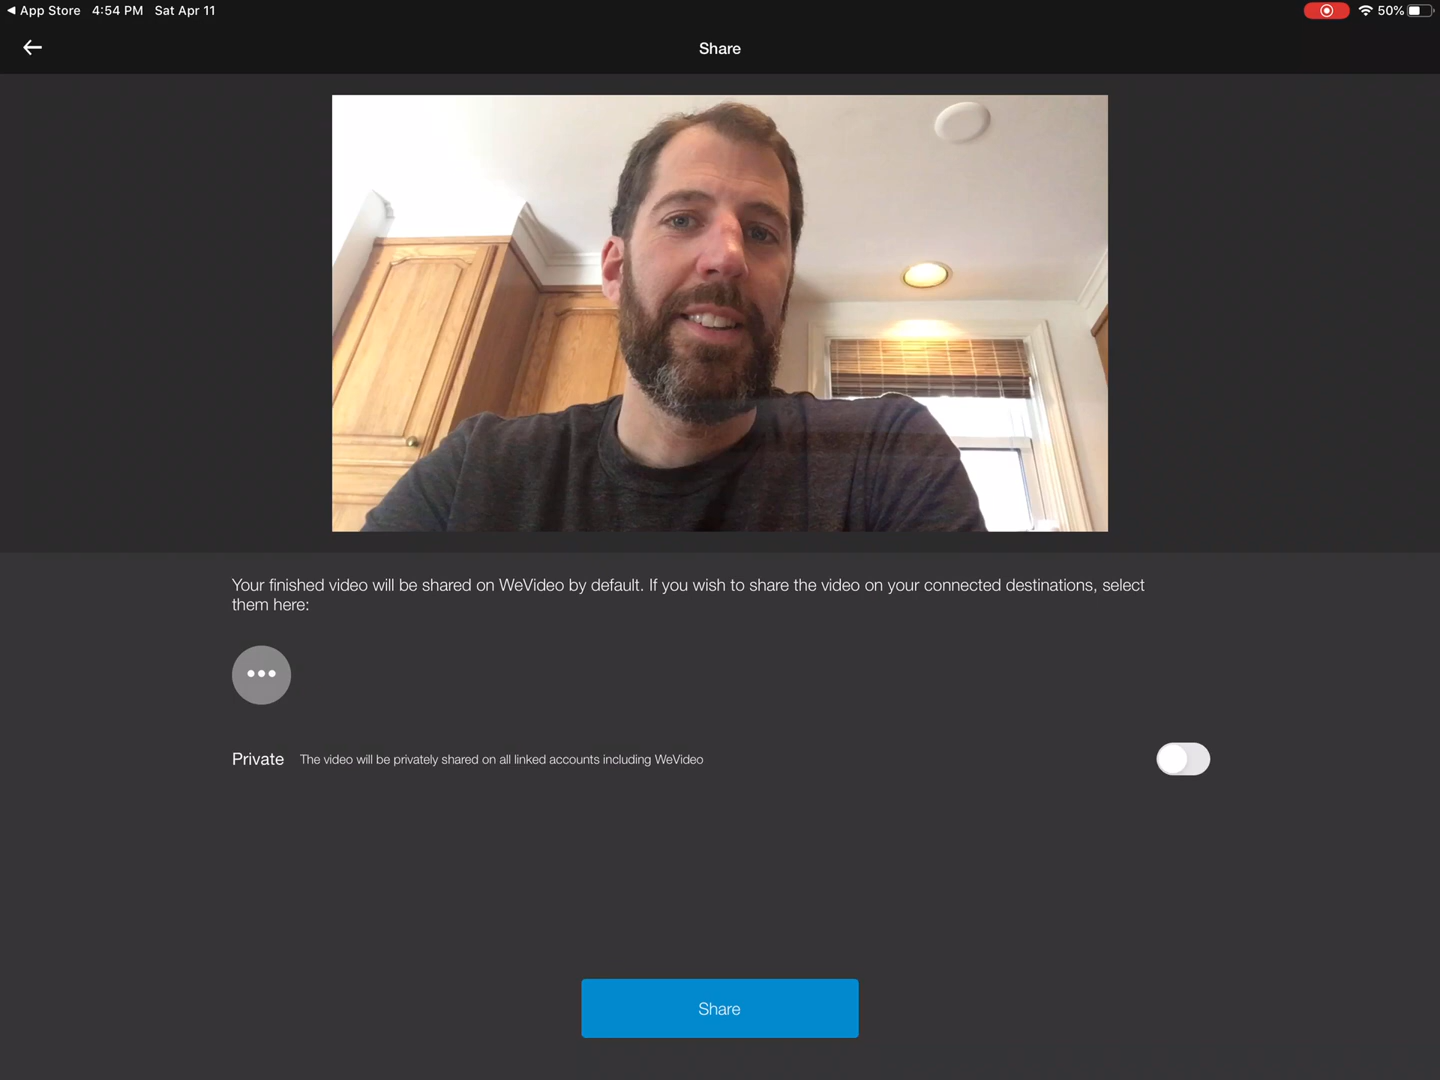 App Store 4:54 PM Sat Apr 11
50%
Share
Your finished video will be shared on WeVideo by default. If you wish to share the video on your connected destinations, select
them here:
Private The video will be privately shared on all linked accounts including WeVideo
Share